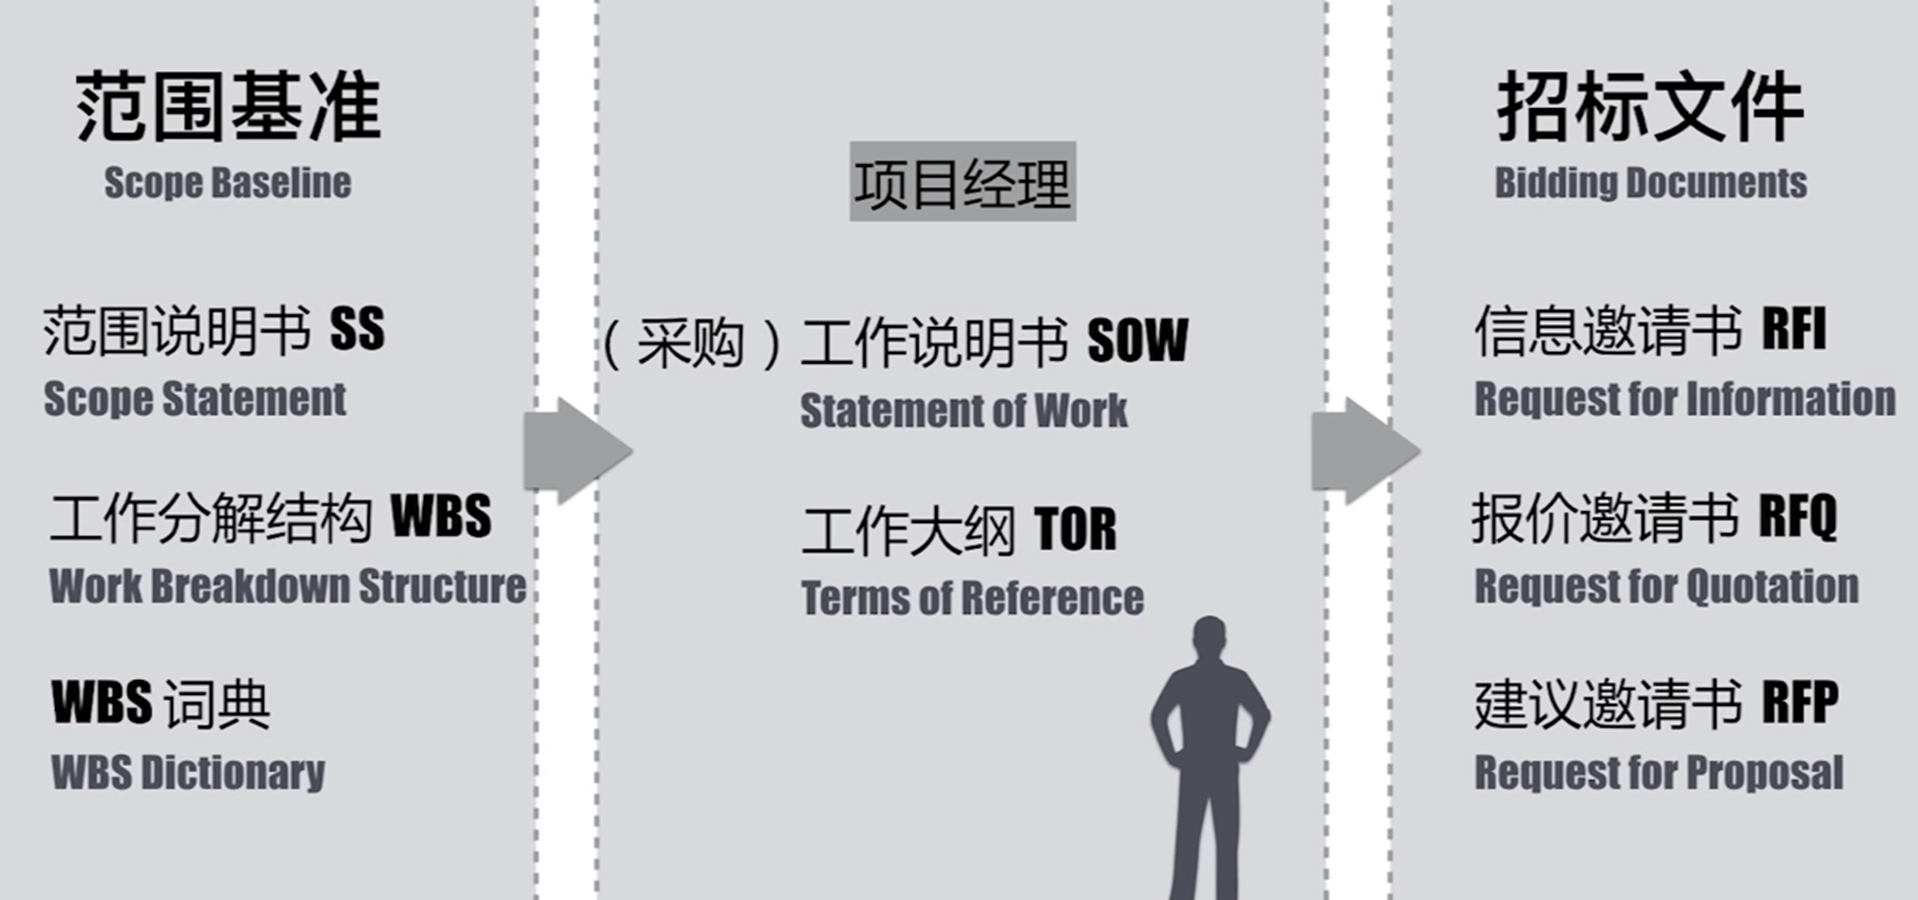 范围基准
Scope Baseline
范围说明书 SS
Scope Statement
工作分解结构 WBS
Work Breakdown Structure
WBS 词典
WBS Dictionary
项目经理
（采购）工作说明书 SOW
Statement of Work
工作大纲 TOR
Terms of Reference
招标文件
Bidding Documents
信息邀请书 RFI
Request for Information
报价邀请书 RFQ
Request for Quotation
建议邀请书 RFP
Request for Proposal